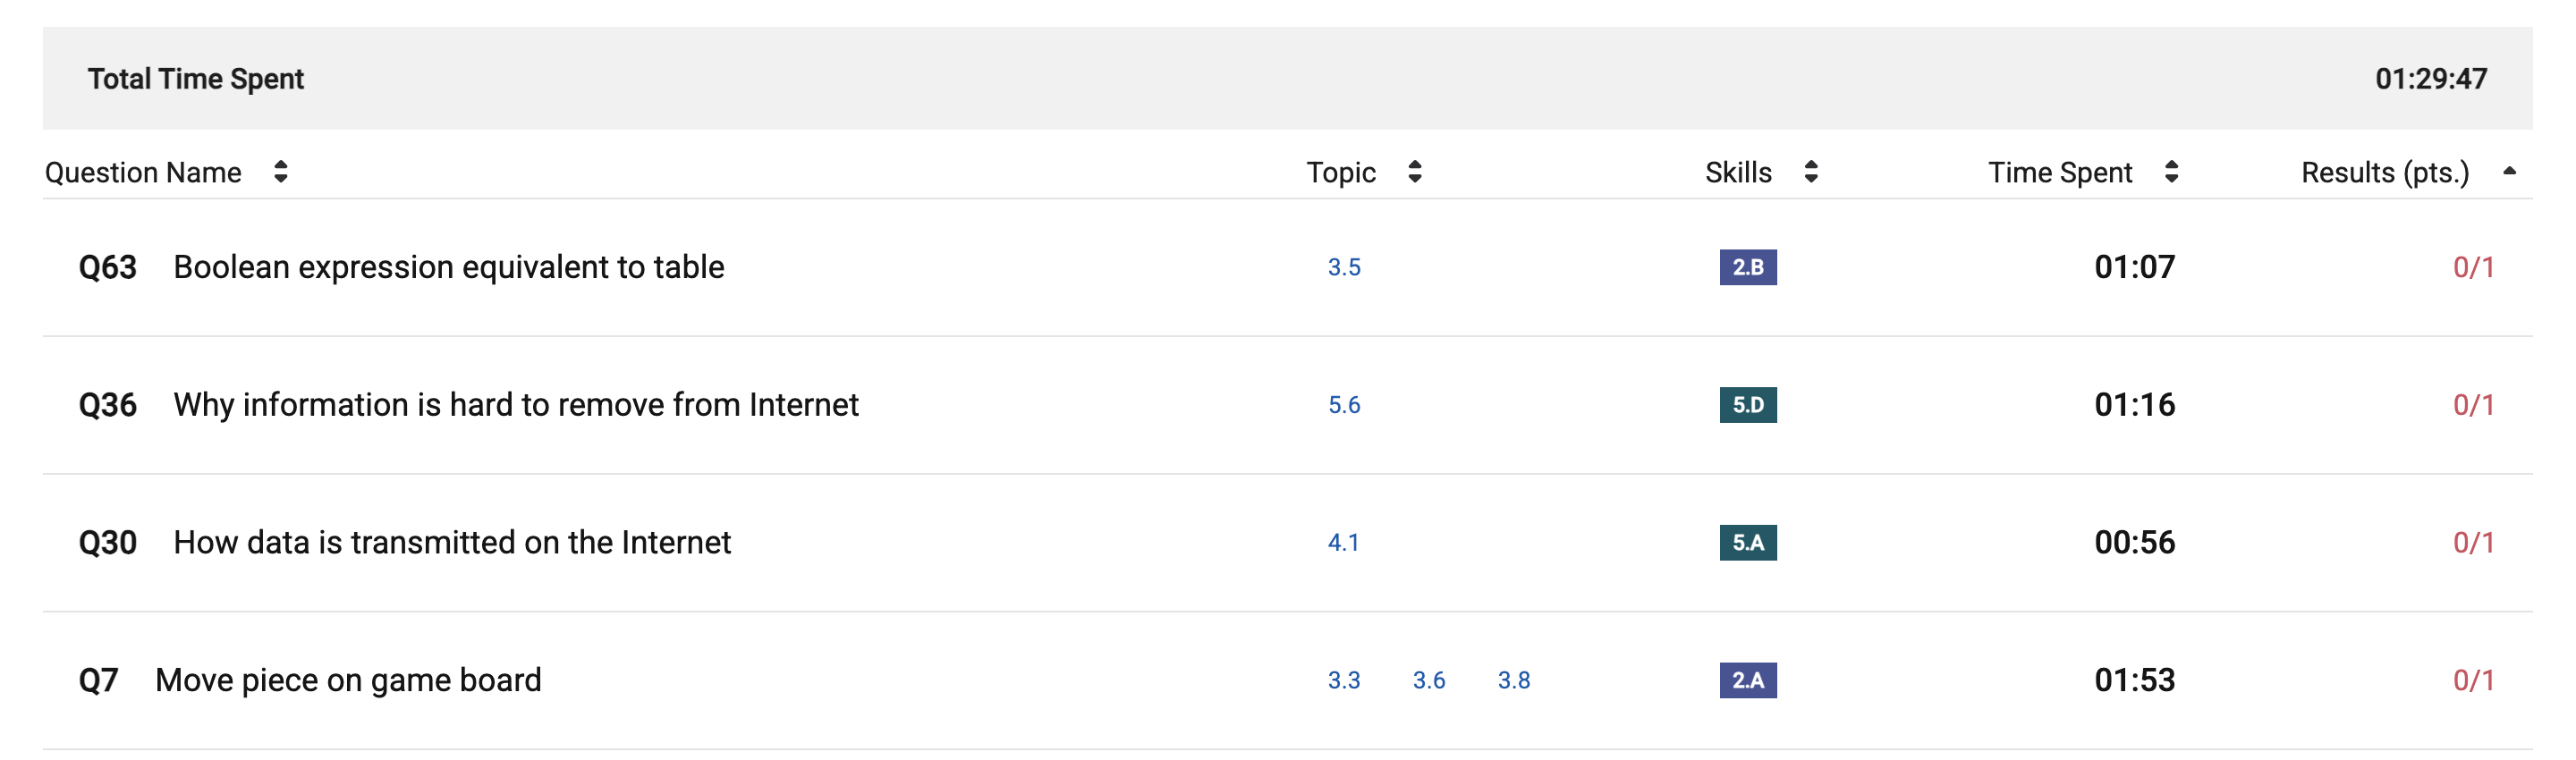 Total Time Spent 01:29:47
Question Name Topic Skills Time Spent Results (pts.)
Q63 Boolean expression equivalent to table 3.5 2.B 01:07 0/1
Q36 Why information is hard to remove from Internet 5.6 5.D 01:16 0/1
Q30 How data is transmitted on the Internet 4.1 5.A 00:56 0/1
Q7 Move piece on game board 3.3 3.6 3.8 2.A 01:53 0/1